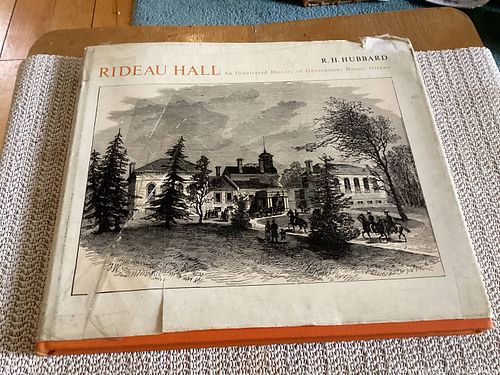 R. H. HUBBARD
RIDEAU HALL An Illustrated History of Government House, Ottawa